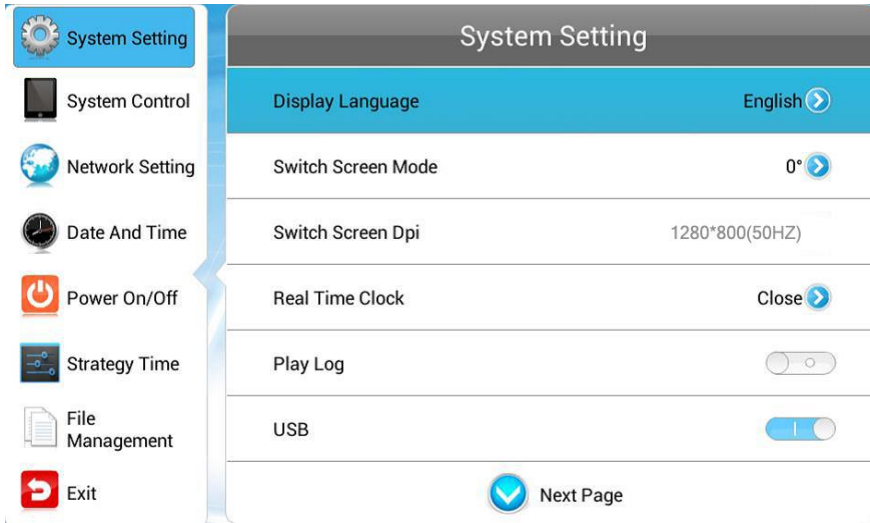 System Setting
System Control
Network Setting
Date And Time
Power On/Off
Strategy Time
File
Management
Exit
System Setting
Display Language English
Switch Screen Mode 0°
Switch Screen Dpi 1280*800(50HZ)
Real Time Clock Close
Play Log
USB
Next Page